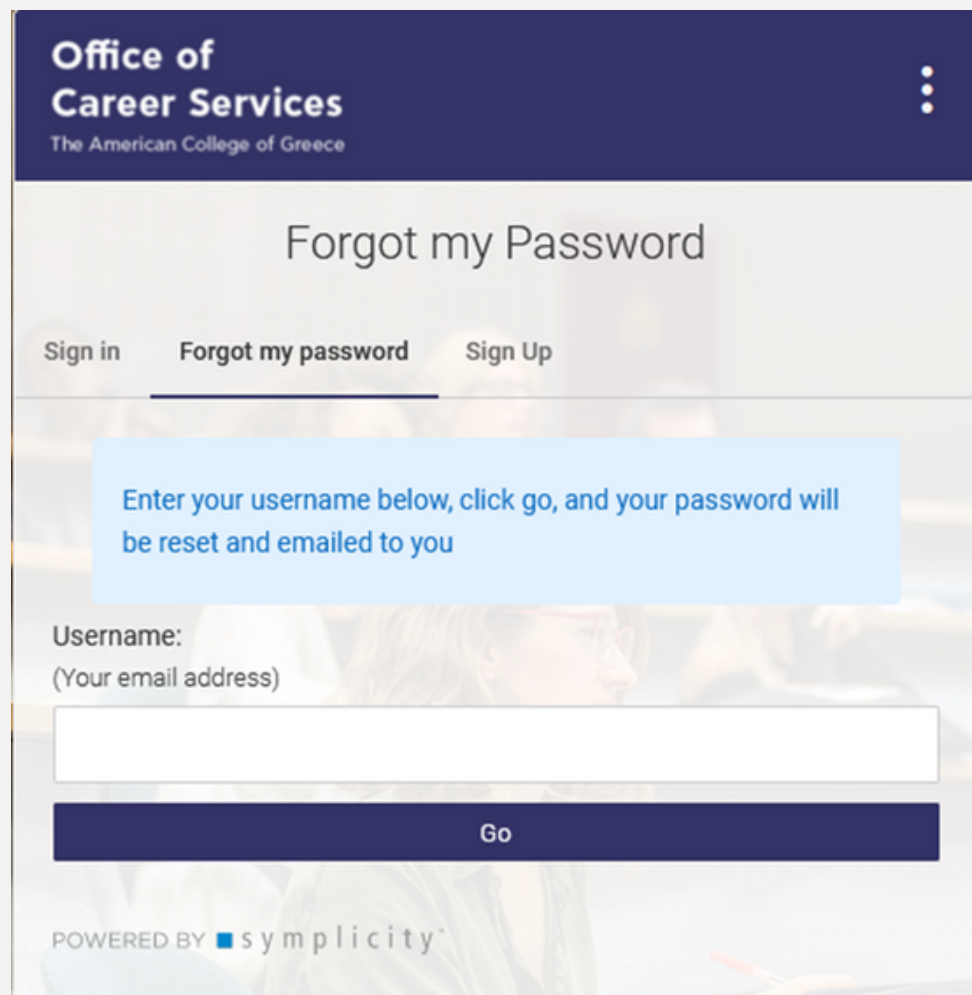 Office of
Career Services
The American College of Greece
Forgot my Password
Sign in Forgot my password Sign Up
Enter your username below, click go, and your password will
be reset and emailed to you
Username:
(Your email address)
Go
POWERED BY symplicity